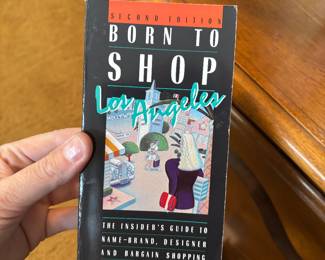 SECOND EDITION
BORN TO
SHOP
Los Angeles
THE INSIDER'S GUIDE TO
NAME-BRAND, DESIGNER
AND BARGAIN SHOPPING